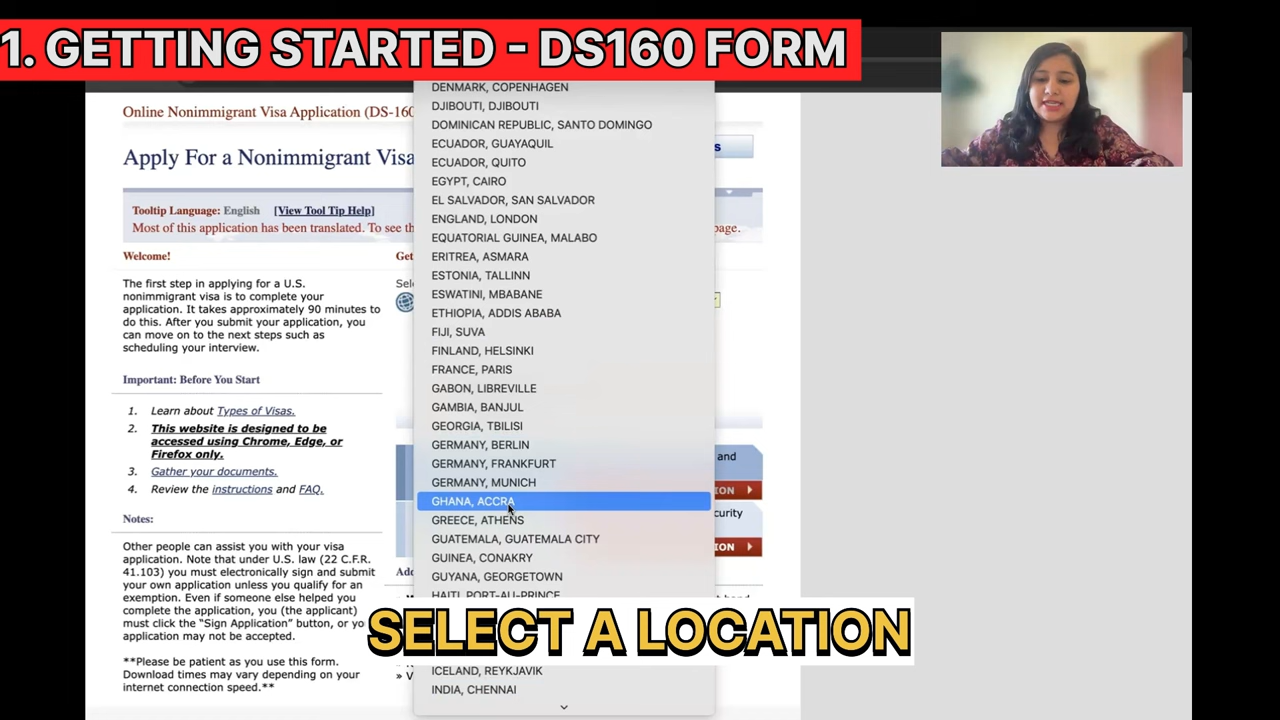 1. GETTING STARTED - DS160 FORM
Online Nonimmigrant Visa Application (DS-160
Apply For a Nonimmigrant Visa
Tooltip Language: English [View Tool Tip Help]
Most of this application has been translated. To see
page.
Welcome!
The first step in applying for a U.S.
nonimmigrant visa is to complete your
application. It takes approximately 90 minutes to
do this. After you submit your application, you
can move on to the next steps such as
scheduling your interview.
Important: Before You Start
1. Learn about Types of Visas.
2. This website is designed to be
accessed using Chrome, Edge, or
Firefox only.
3. Gather your documents.
4. Review the instructions and FAQ.
Notes:
Other people can assist you with your visa
application. Note that under U.S. law (22 C.F.R.
41.103) you must electronically sign and submit
your own application unless you qualify for an
exemption. Even if someone else helped you
complete the application, you (the applicant)
must click the "Sign Application" button, or your
application may not be accepted.
**Please be patient as you use this form.
Download times may vary depending on your
internet connection speed.**
DENMARK, COPENHAGEN
DJIBOUTI, DJIBOUTI
DOMINICAN REPUBLIC, SANTO DOMINGO
ECUADOR, GUAYAQUIL
ECUADOR, QUITO
EGYPT, CAIRO
EL SALVADOR, SAN SALVADOR
ENGLAND, LONDON
EQUATORIAL GUINEA, MALABO
ERITREA, ASMARA
ESTONIA, TALLINN
ESWATINI, MBABANE
ETHIOPIA, ADDIS ABABA
FIJI, SUVA
FINLAND, HELSINKI
FRANCE, PARIS
GABON, LIBREVILLE
GAMBIA, BANJUL
GEORGIA, TBILISI
GERMANY, BERLIN
GERMANY, FRANKFURT
GERMANY, MUNICH
GHANA, ACCRA
GREECE, ATHENS
GUATEMALA, GUATEMALA CITY
GUINEA, CONAKRY
GUYANA, GEORGETOWN
HAITI, PORT-AU-PRINCE
ICELAND, REYKJAVIK
INDIA, CHENNAI
and
ION
curity
ION
SELECT A LOCATION